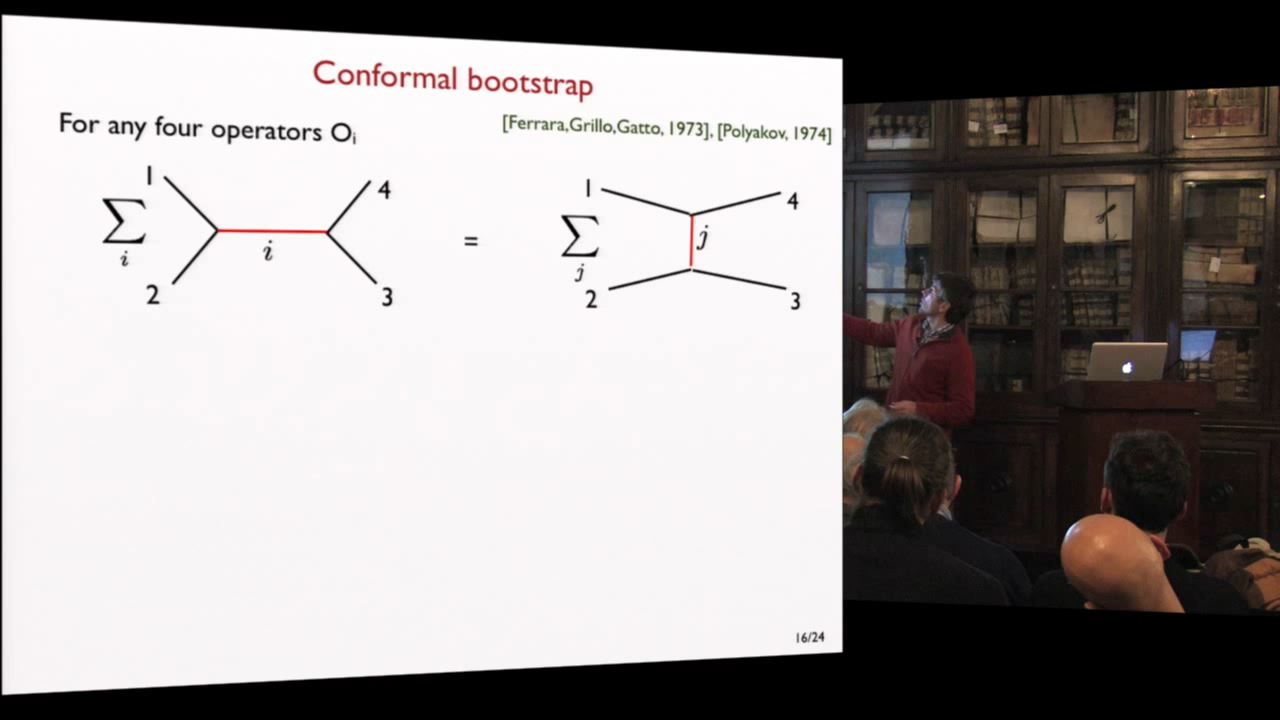 Conformal bootstrap
For any four operators Oᵢ
[Ferrara,Grillo,Gatto, 1973], [Polyakov, 1974]
∑ᵢ 1 2 i 4 3 = ∑ⱼ 1 2 j 4 3
16/24